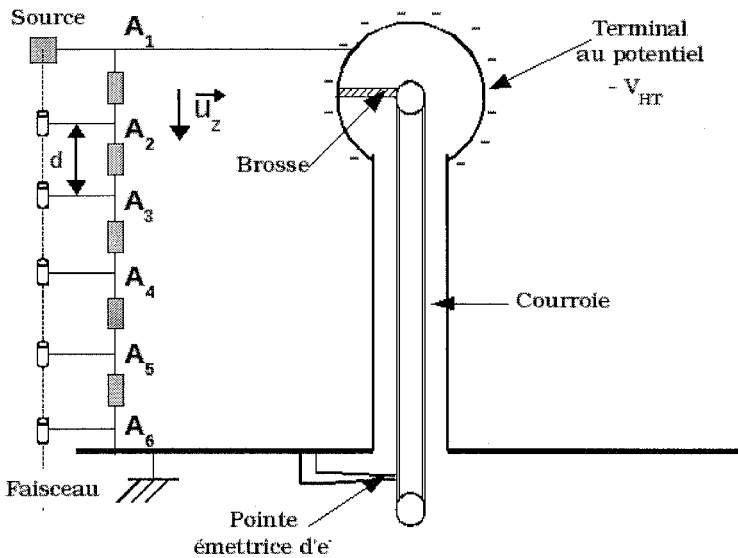 Source
A1
Terminal
au potentiel
- VHT
uz
A2
d
Brosse
A3
A4
Courroie
A5
A6
Faisceau
Pointe
émettrice d'e-